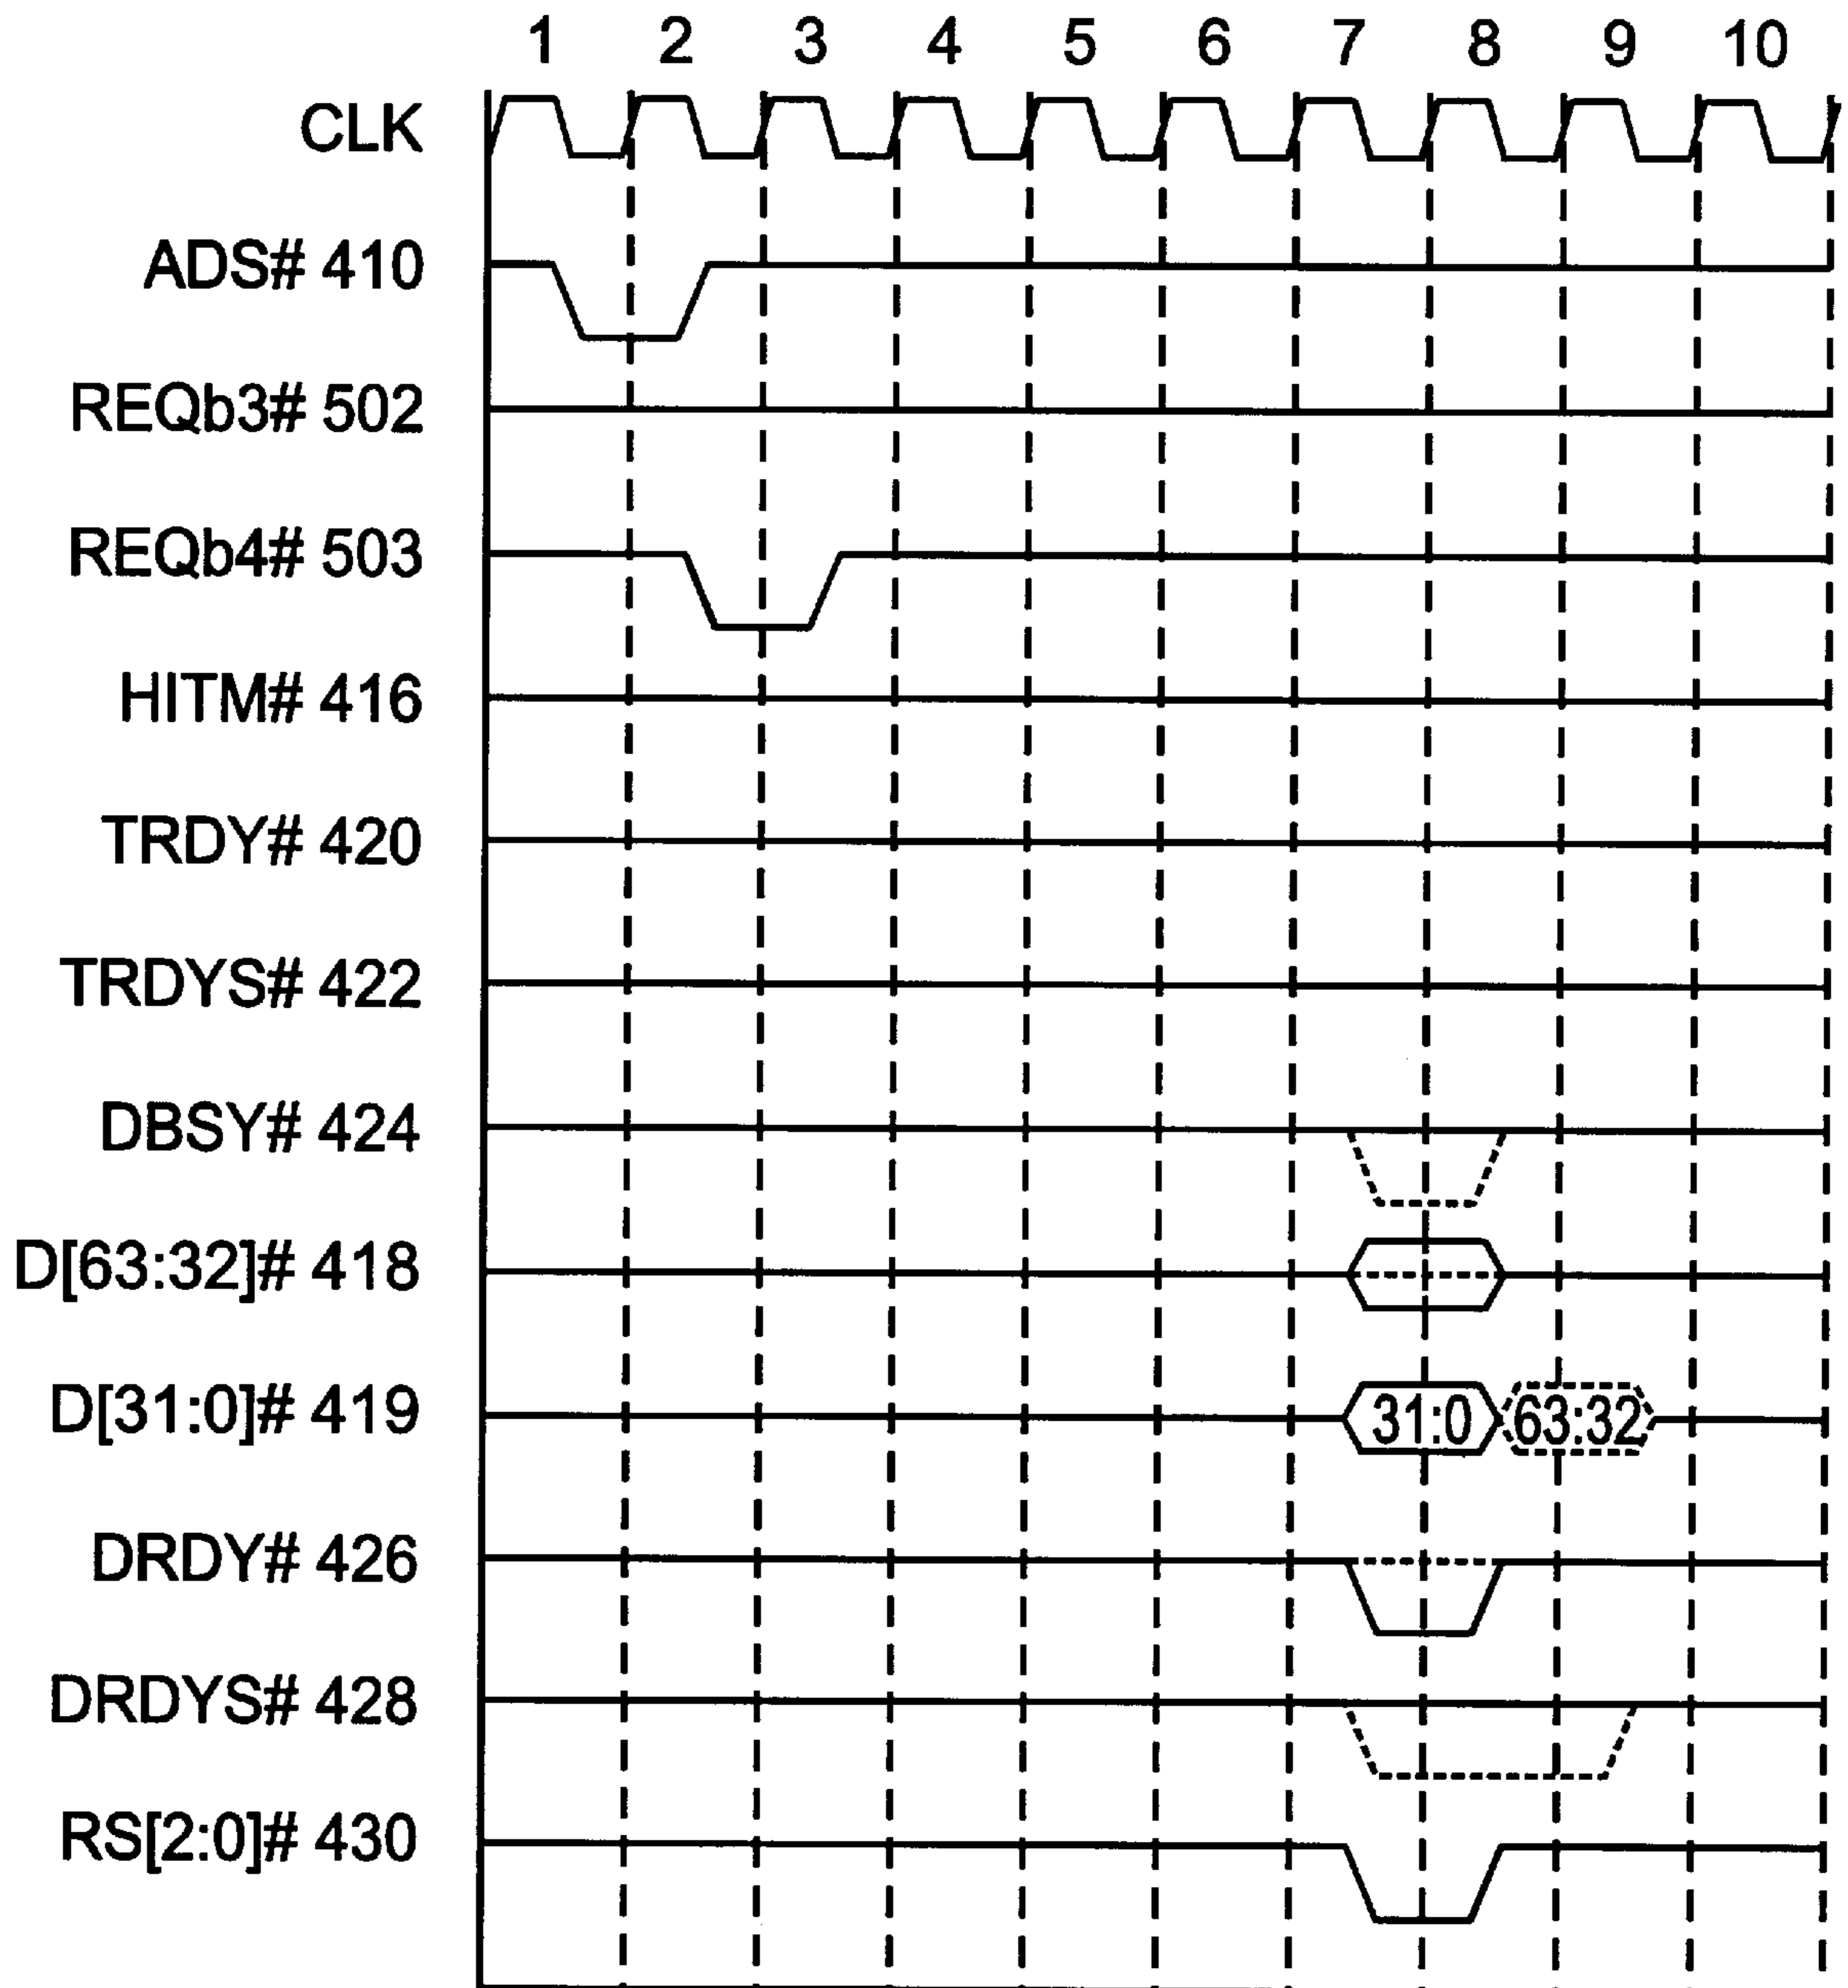 1 2 3 4 5 6 7 8 9 10
CLK
ADS# 410
REQb3# 502
REQb4# 503
HITM# 416
TRDY# 420
TRDYS# 422
DBSY# 424
D[63:32]# 418
D[31:0]# 419 31:0 63:32
DRDY# 426
DRDYS# 428
RS[2:0]# 430